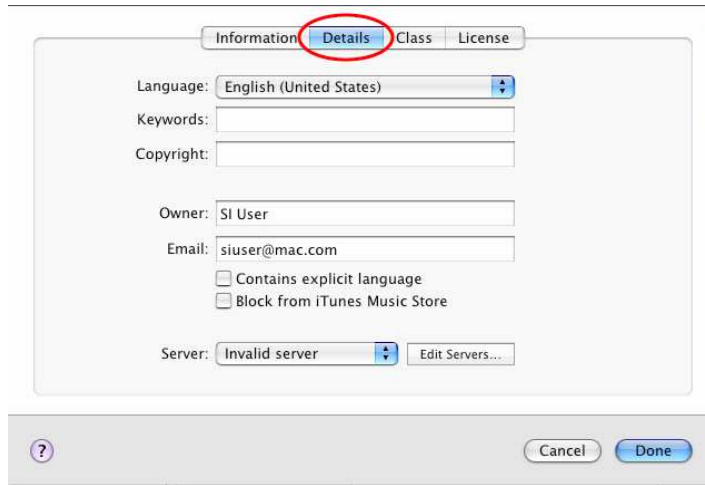 Information Details Class License
Language: English (United States)
Keywords:
Copyright:
Owner: SI User
Email: siuser@mac.com
Contains explicit language
Block from iTunes Music Store
Server: Invalid server Edit Servers...
? Cancel Done